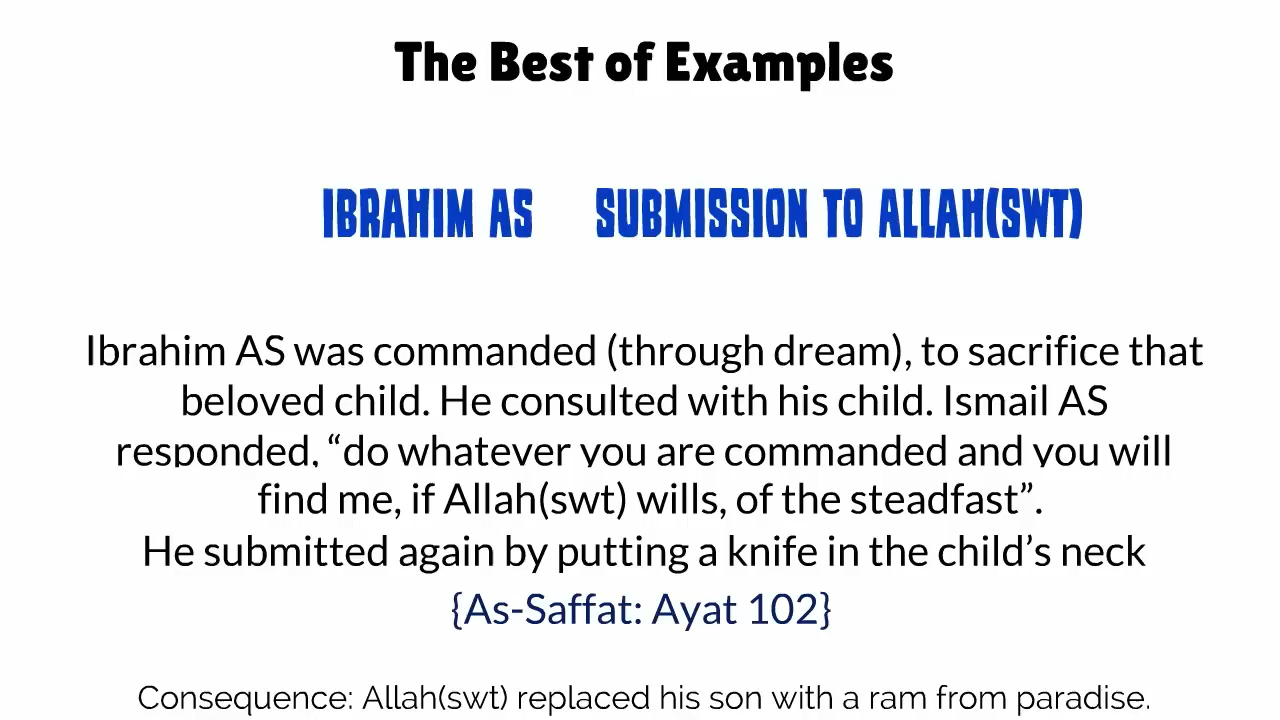 The Best of Examples
IBRAHIM AS SUBMISSION TO ALLAH(SWT)
Ibrahim AS was commanded (through dream), to sacrifice that
beloved child. He consulted with his child. Ismail AS
responded, “do whatever you are commanded and you will
find me, if Allah(swt) wills, of the steadfast”.
He submitted again by putting a knife in the child’s neck
{As-Saffat: Ayat 102}
Consequence: Allah(swt) replaced his son with a ram from paradise.